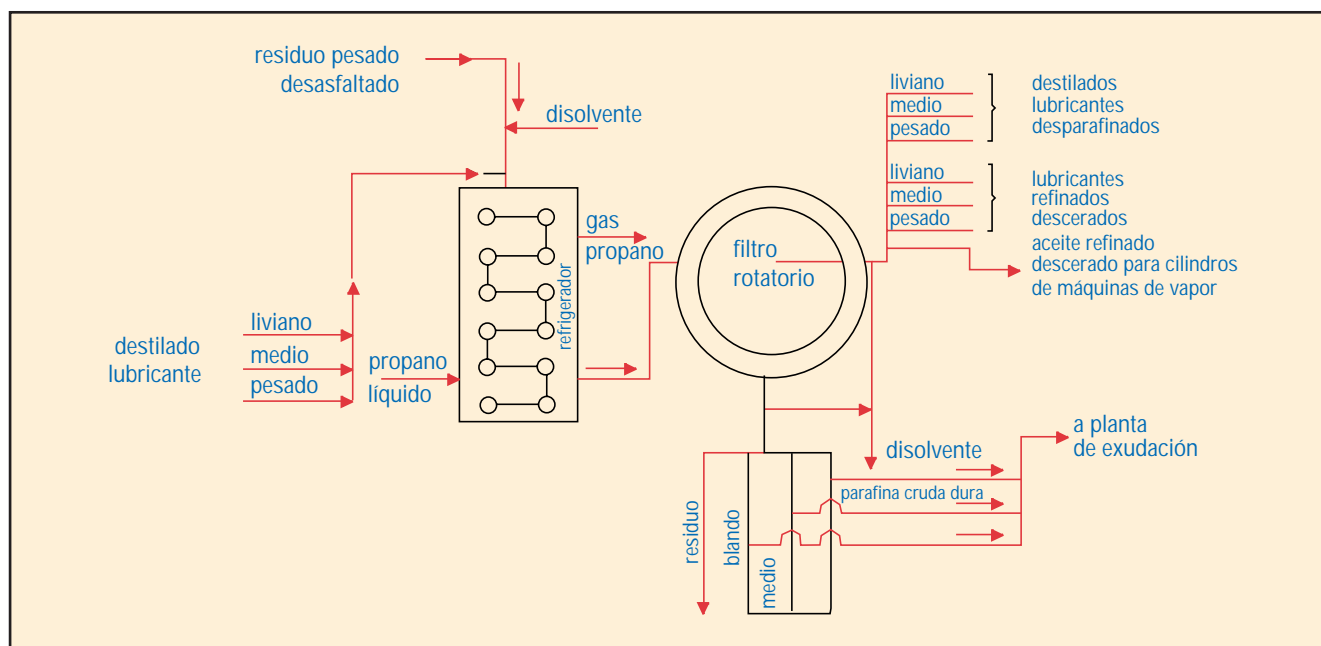 residuo pesado
desasfaltado
disolvente
liviano
medio
pesado
destilados
lubricantes
desparafinados
liviano
medio
pesado
lubricantes
refinados
descerados
aceite refinado
descerado para cilindros
de máquinas de vapor
gas
propano
refrigerador
filtro
rotatorio
destilado
lubricante
liviano
medio
pesado
propano
líquido
a planta
de exudación
disolvente
parafina cruda dura
residuo
blando
medio